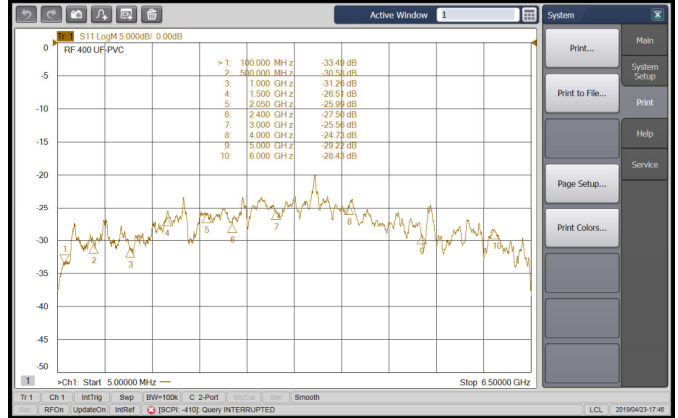 Active Window 1
System
Tr 1 S11 LogM 5.000dB/ 0.00dB
RF 400 UF-PVC
0
-5
-10
-15
-20
-25
-30
-35
-40
-45
-50
> 1: 100.000 MHz -33.49 dB
2: 500.000 MHz -30.58 dB
3: 1.000 GHz -31.26 dB
4: 1.500 GHz -26.51 dB
5: 2.050 GHz -25.99 dB
6: 2.400 GHz -27.50 dB
7: 3.000 GHz -25.56 dB
8: 4.000 GHz -24.73 dB
9: 5.000 GHz -29.22 dB
10: 6.000 GHz -28.43 dB
1
2
3
4
5
6
7
8
9
10
1 >Ch1: Start 5.00000 MHz Stop 6.50000 GHz
Print...
Print to File...
Page Setup...
Print Colors...
Main
System
Setup
Print
Help
Service
Tr 1 Ch 1 IntTrig Swp BW=100k C 2-Port SrcCal Sim Smooth
RFOn UpdateOn IntRef [SCPI: -410]: Query INTERRUPTED LCL 2019/04/23-17:46